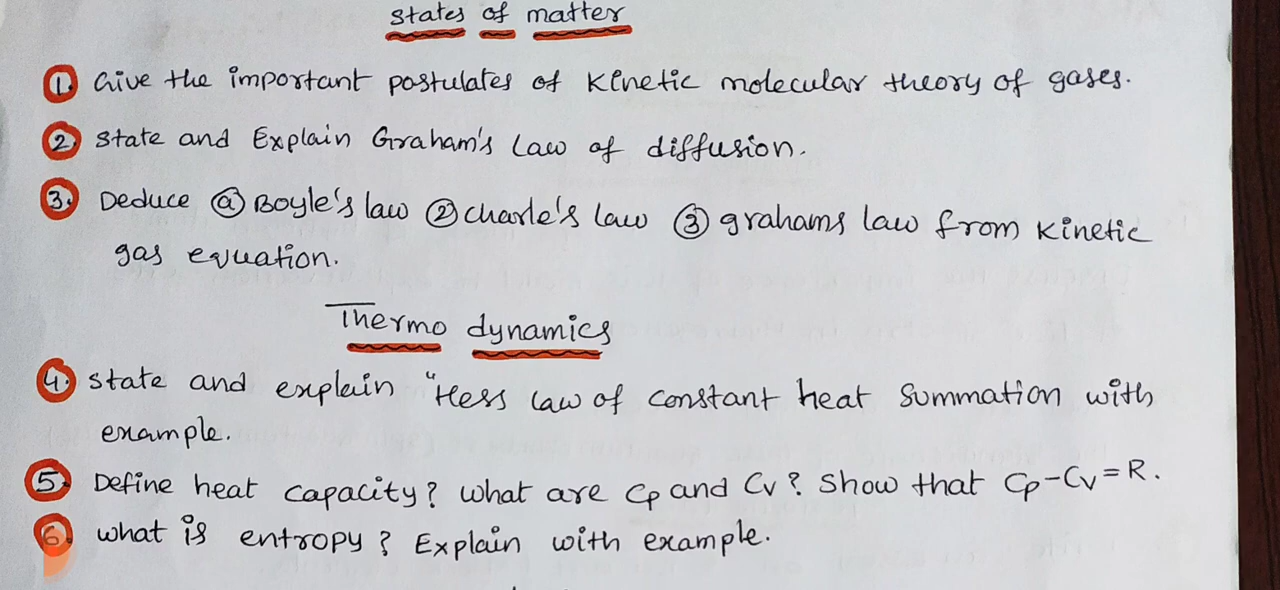 states of matter
1. Give the important postulates of Kinetic molecular theory of gases.
2. State and Explain Graham's Law of diffusion.
3. Deduce ⓐ Boyle's law ② charle's law ③ grahams law from Kinetic
gas equation.
Thermo dynamics
4. State and explain "Hess law of constant heat summation with
example.
5. Define heat capacity? what are Cp and Cv? Show that Cp-Cv=R.
6. what is entropy? Explain with example.